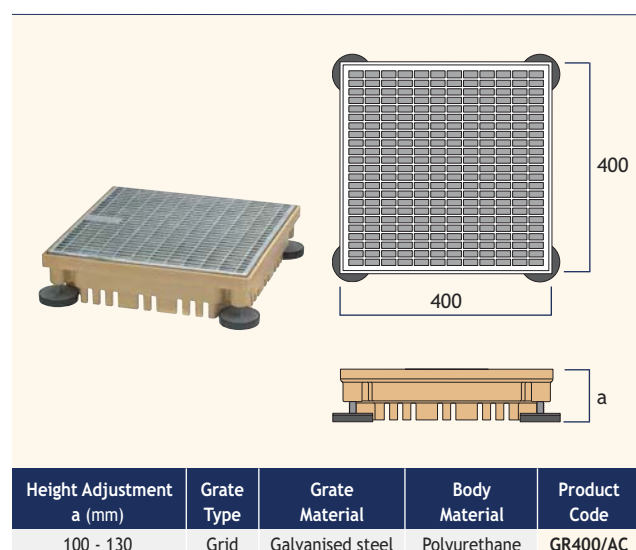 400
400
a
Height Adjustment Grate Grate Body Product
a (mm) Type Material Material Code
100 - 130 Grid Galvanised steel Polyurethane GR400/AC